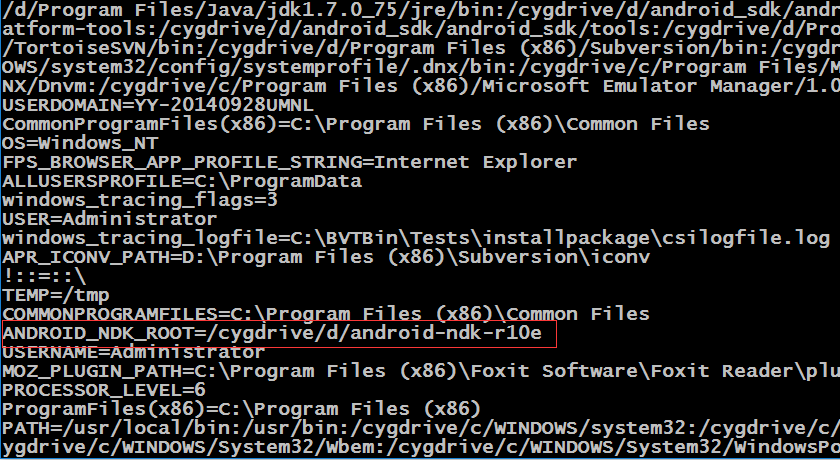 /d/Program Files/Java/jdk1.7.0_75/jre/bin:/cygdrive/d/android_sdk/andr
atform-tools:/cygdrive/d/android_sdk/android_sdk/tools:/cygdrive/d/Pro
/TortoiseSVN/bin:/cygdrive/d/Program Files (x86)/Subversion/bin:/cygdr
OWS/system32/config/systemprofile/.dnx/bin:/cygdrive/c/Program Files/M
NX/Dnvm:/cygdrive/c/Program Files (x86)/Microsoft Emulator Manager/1.0
USERDOMAIN=YY-20140928UMNL
CommonProgramFiles(x86)=C:\Program Files (x86)\Common Files
OS=Windows_NT
FPS_BROWSER_APP_PROFILE_STRING=Internet Explorer
ALLUSERSPROFILE=C:\ProgramData
windows_tracing_flags=3
USER=Administrator
windows_tracing_logfile=C:\BVTBin\Tests\installpackage\csilogfile.log
APR_ICONV_PATH=D:\Program Files (x86)\Subversion\iconv
!::=::\
TEMP=/tmp
COMMONPROGRAMFILES=C:\Program Files (x86)\Common Files
ANDROID_NDK_ROOT=/cygdrive/d/android-ndk-r10e
USERNAME=Administrator
MOZ_PLUGIN_PATH=C:\Program Files (x86)\Foxit Software\Foxit Reader\plu
PROCESSOR_LEVEL=6
ProgramFiles(x86)=C:\Program Files (x86)
PATH=/usr/local/bin:/usr/bin:/cygdrive/c/WINDOWS/system32:/cygdrive/c/
ygdrive/c/WINDOWS/System32/Wbem:/cygdrive/c/WINDOWS/System32/WindowsPo